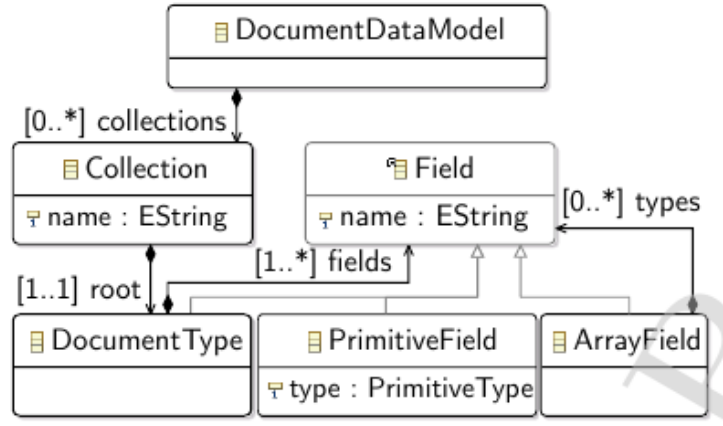 DocumentDataModel
[0..*] collections
Collection
name : EString
Field
name : EString
[0..*] types
[1..*] fields
[1..1] root
DocumentType
PrimitiveField
type : PrimitiveType
ArrayField